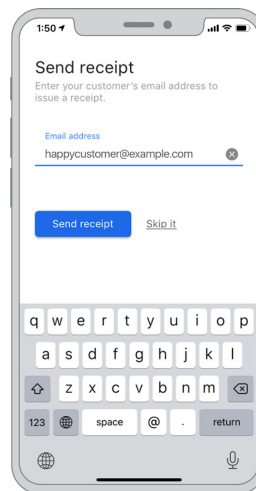 1:50
Send receipt
Enter your customer's email address to
issue a receipt.
Email address
happycustomer@example.com
Send receipt Skip it
q w e r t y u i o p
a s d f g h j k l
z x c v b n m
123 space @ . return